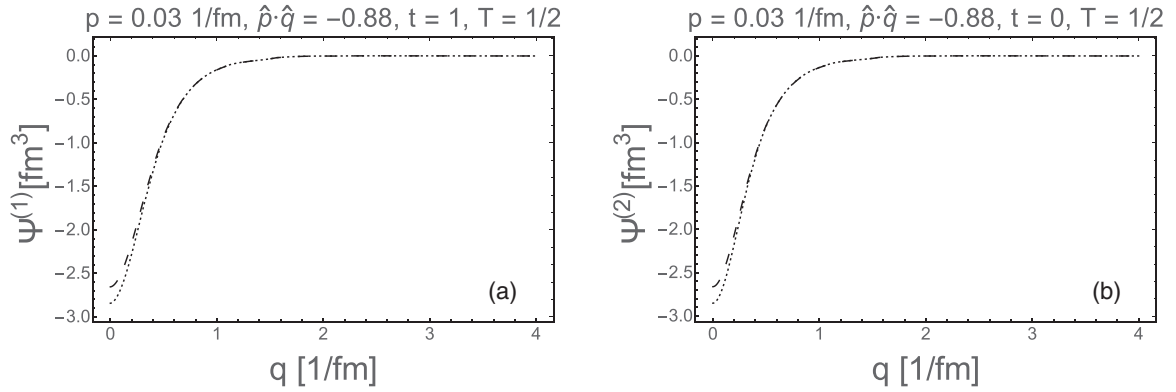 p = 0.03 1/fm, p̂·q̂ = −0.88, t = 1, T = 1/2
Ψ(1)[fm3]
0.0
−0.5
−1.0
−1.5
−2.0
−2.5
−3.0
(a)
0 1 2 3 4
q [1/fm]
p = 0.03 1/fm, p̂·q̂ = −0.88, t = 0, T = 1/2
Ψ(2)[fm3]
0.0
−0.5
−1.0
−1.5
−2.0
−2.5
−3.0
(b)
0 1 2 3 4
q [1/fm]